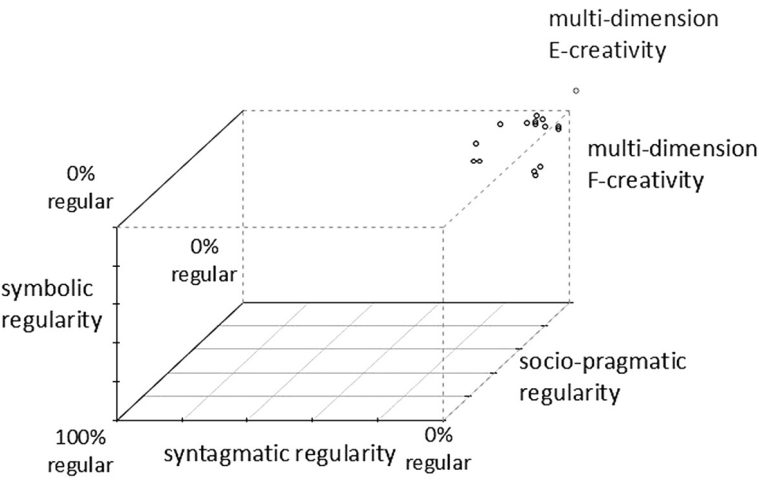 multi-dimension
E-creativity
multi-dimension
F-creativity
0%
regular
0%
regular
symbolic
regularity
socio-pragmatic
regularity
100%
regular
syntagmatic regularity
0%
regular